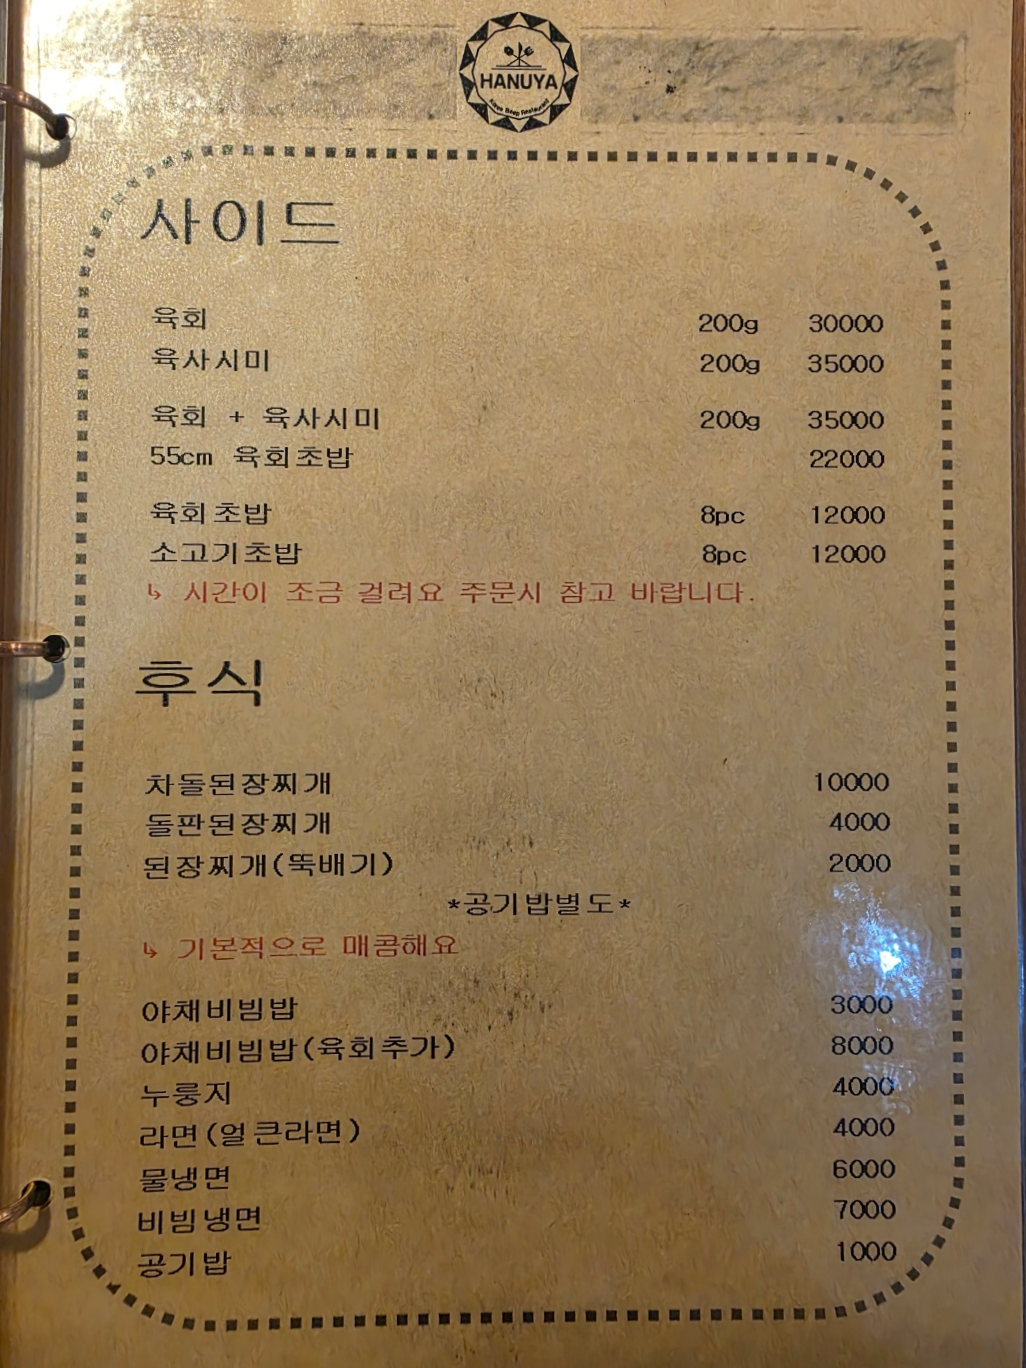 HANUYA
사이드
육회 200g 30000
육사시미 200g 35000
육회 + 육사시미 200g 35000
55cm 육회초밥 22000
육회초밥 8pc 12000
소고기초밥 8pc 12000
↳ 시간이 조금 걸려요 주문시 참고 바랍니다.
후식
차돌된장찌개 10000
돌판된장찌개 4000
된장찌개(뚝배기) 2000
*공기밥별도*
↳ 기본적으로 매콤해요
야채비빔밥 3000
야채비빔밥(육회추가) 8000
누룽지 4000
라면(얼큰라면) 4000
물냉면 6000
비빔냉면 7000
공기밥 1000